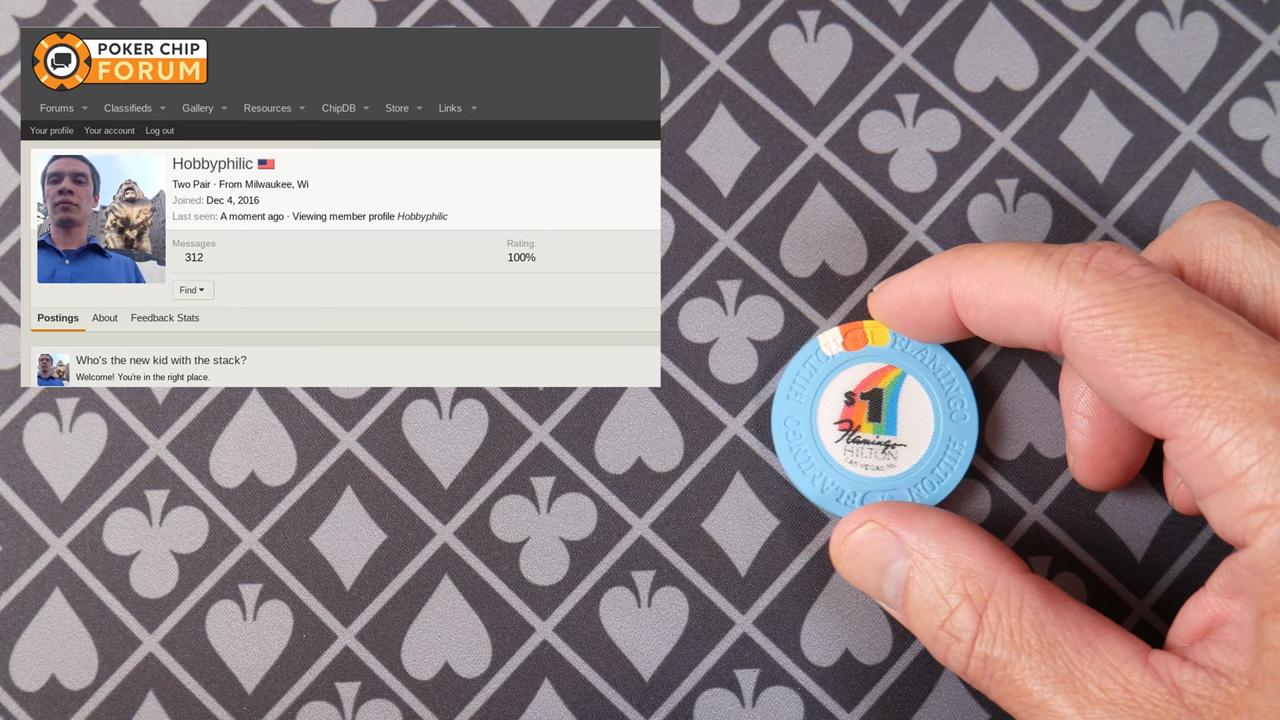 POKER CHIP
FORUM
Forums Classifieds Gallery Resources ChipDB Store Links
Your profile Your account Log out
Hobbyphilic
Two Pair · From Milwaukee, Wi
Joined: Dec 4, 2016
Last seen: A moment ago · Viewing member profile Hobbyphilic
Messages Rating:
312 100%
Find
Postings About Feedback Stats
Who's the new kid with the stack?
Welcome! You're in the right place.
HILTON FLAMINGO
$1
Flamingo
HILTON
LAS VEGAS, NV
FLAMINGO HILTON